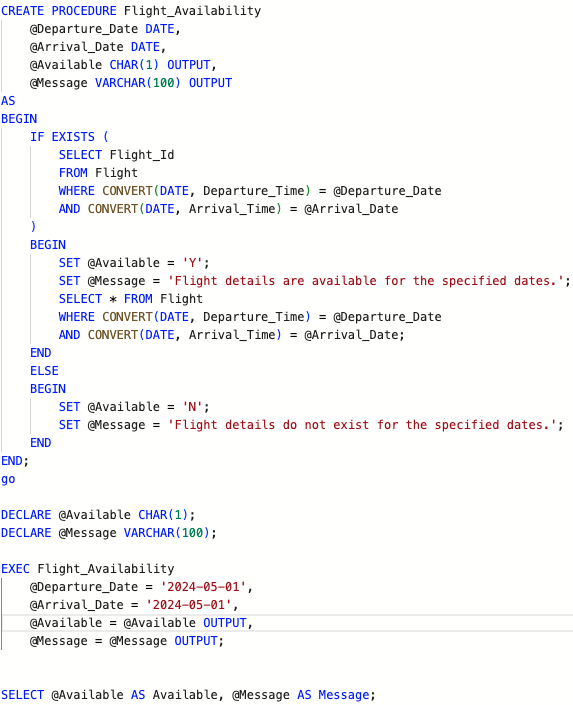 CREATE PROCEDURE Flight_Availability
    @Departure_Date DATE,
    @Arrival_Date DATE,
    @Available CHAR(1) OUTPUT,
    @Message VARCHAR(100) OUTPUT
AS
BEGIN
    IF EXISTS (
        SELECT Flight_Id
        FROM Flight
        WHERE CONVERT(DATE, Departure_Time) = @Departure_Date
        AND CONVERT(DATE, Arrival_Time) = @Arrival_Date
    )
    BEGIN
        SET @Available = 'Y';
        SET @Message = 'Flight details are available for the specified dates.';
        SELECT * FROM Flight
        WHERE CONVERT(DATE, Departure_Time) = @Departure_Date
        AND CONVERT(DATE, Arrival_Time) = @Arrival_Date;
    END
    ELSE
    BEGIN
        SET @Available = 'N';
        SET @Message = 'Flight details do not exist for the specified dates.';
    END
END;
go

DECLARE @Available CHAR(1);
DECLARE @Message VARCHAR(100);

EXEC Flight_Availability
    @Departure_Date = '2024-05-01',
    @Arrival_Date = '2024-05-01',
    @Available = @Available OUTPUT,
    @Message = @Message OUTPUT;


SELECT @Available AS Available, @Message AS Message;